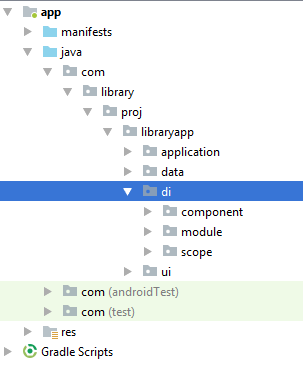 app
manifests
java
com
library
proj
libraryapp
application
data
di
component
module
scope
ui
com (androidTest)
com (test)
res
Gradle Scripts